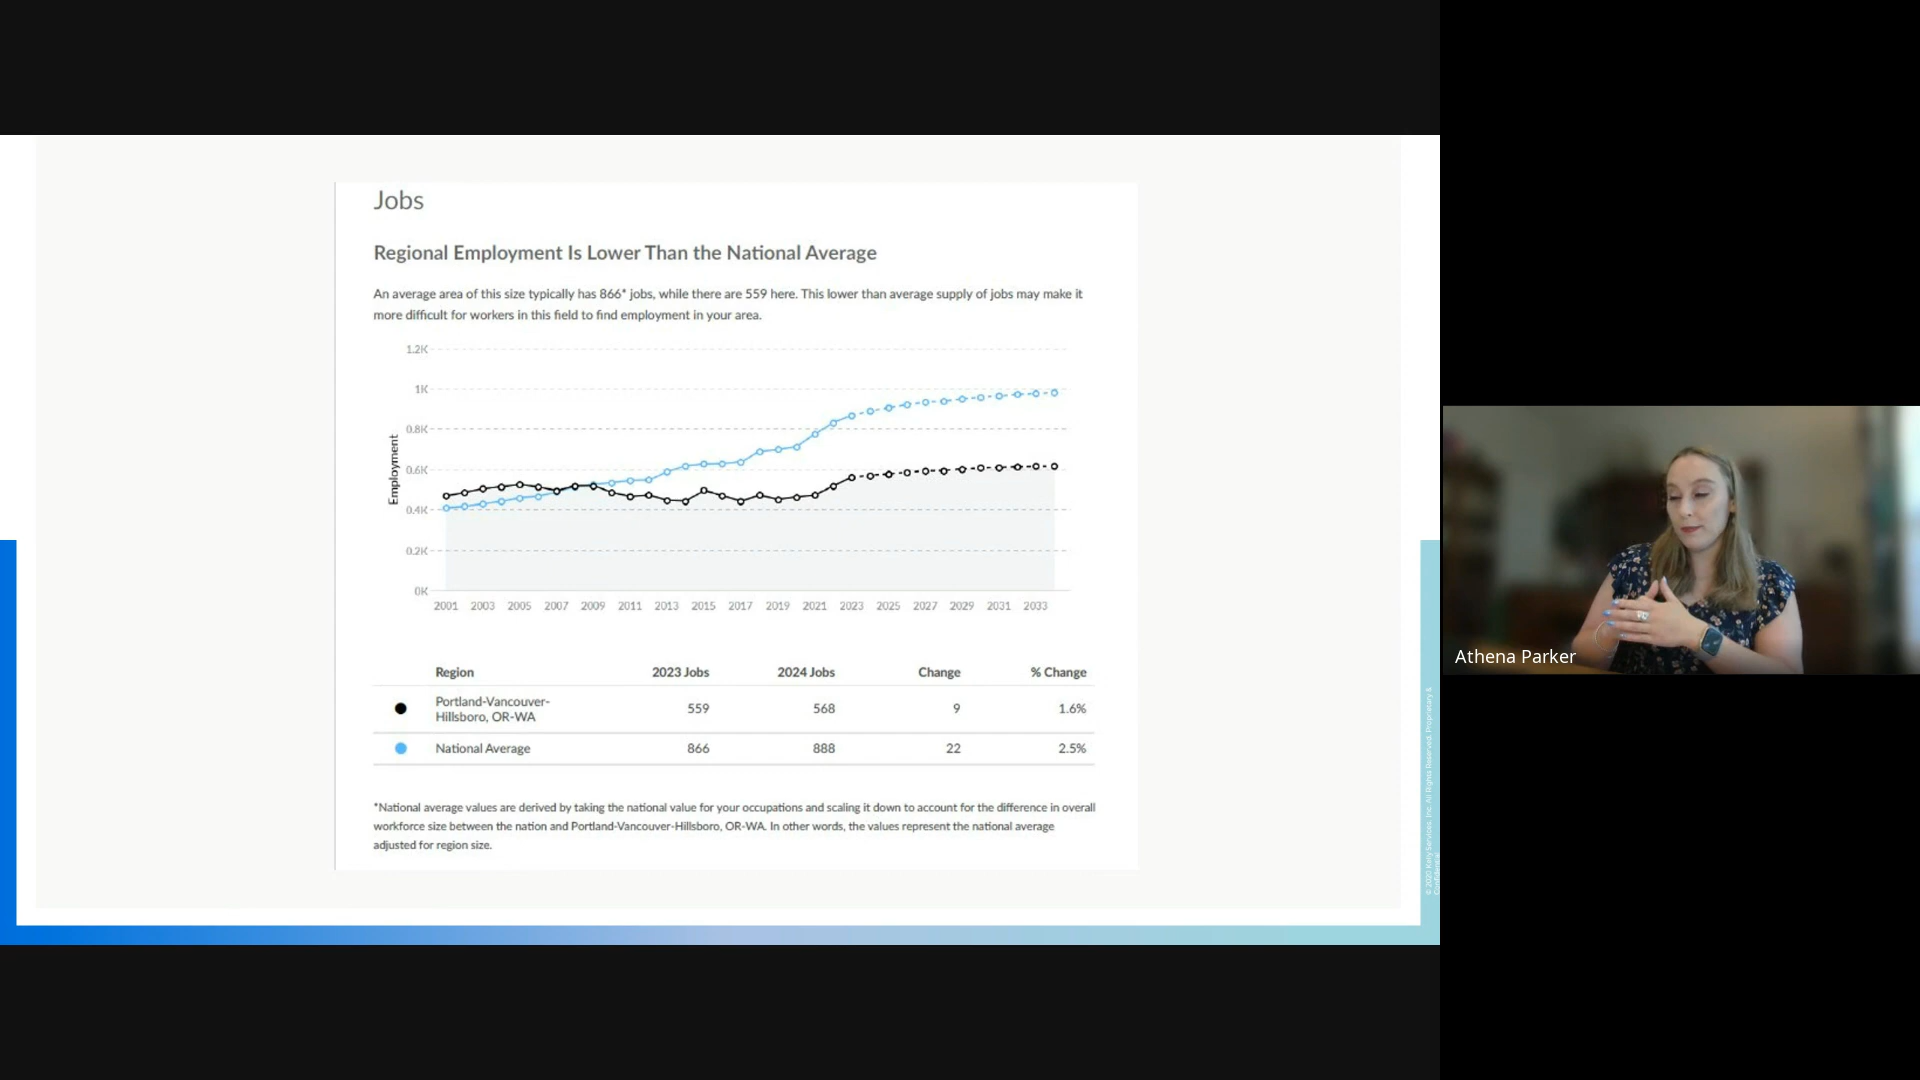 Jobs
Regional Employment Is Lower Than the National Average
An average area of this size typically has 866* jobs, while there are 559 here. This lower than average supply of jobs may make it
more difficult for workers in this field to find employment in your area.
1.2K
1K
0.8K
0.6K
0.4K
0.2K
0K
Employment
2001 2003 2005 2007 2009 2011 2013 2015 2017 2019 2021 2023 2025 2027 2029 2031 2033
Region 2023 Jobs 2024 Jobs Change % Change
Portland-Vancouver-
Hillsboro, OR-WA 559 568 9 1.6%
National Average 866 888 22 2.5%
*National average values are derived by taking the national value for your occupations and scaling it down to account for the difference in overall
workforce size between the nation and Portland-Vancouver-Hillsboro, OR-WA. In other words, the values represent the national average
adjusted for region size.
Kelly Services, Inc. All Rights Reserved. Proprietary &
Athena Parker